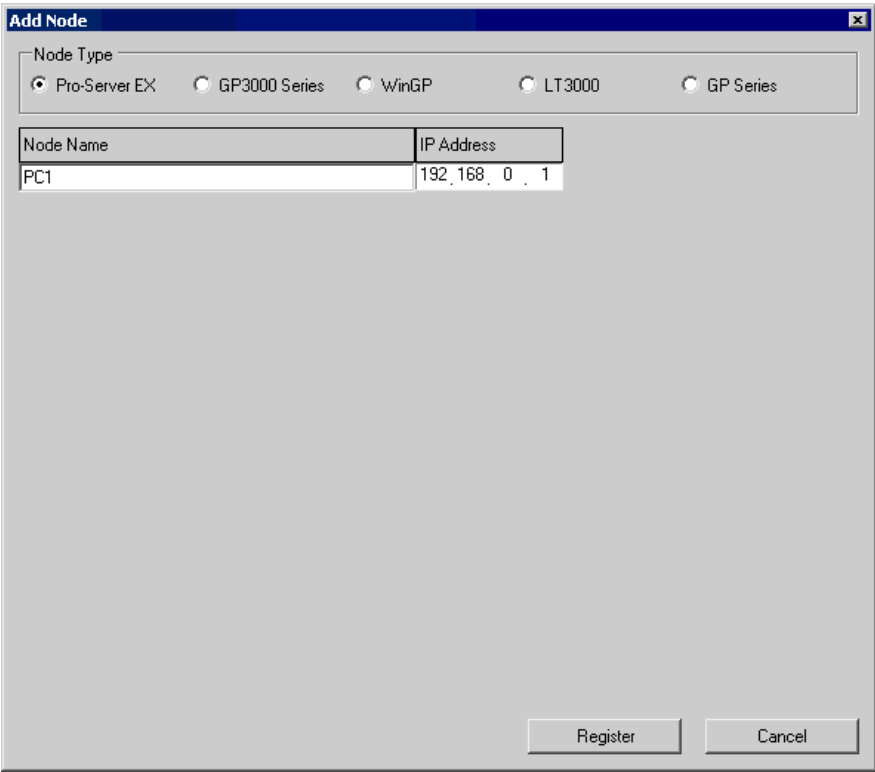 Add Node
Node Type
Pro-Server EX GP3000 Series WinGP LT3000 GP Series
Node Name IP Address
PC1 192.168. 0 . 1
Register Cancel